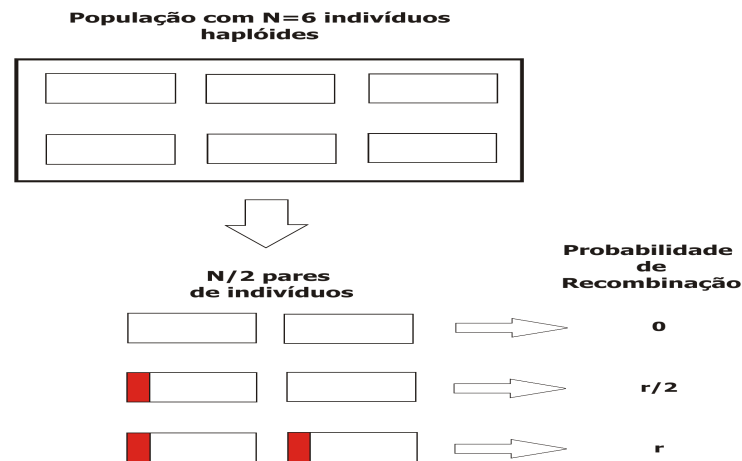 População com N=6 indivíduos
haplóides
N/2 pares
de indivíduos
Probabilidade
de
Recombinação
0
r/2
r